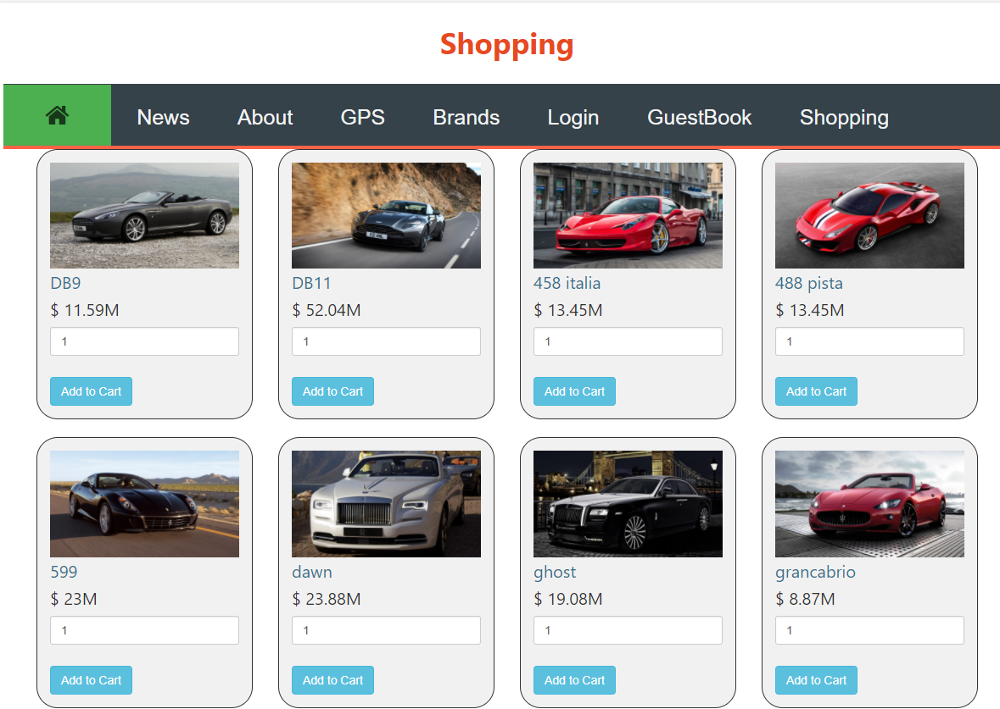 Shopping
News About GPS Brands Login GuestBook Shopping
DB9 DB11 458 italia 488 pista
$ 11.59M $ 52.04M $ 13.45M $ 13.45M
1 1 1 1
Add to Cart Add to Cart Add to Cart Add to Cart
599 dawn ghost grancabrio
$ 23M $ 23.88M $ 19.08M $ 8.87M
1 1 1 1
Add to Cart Add to Cart Add to Cart Add to Cart